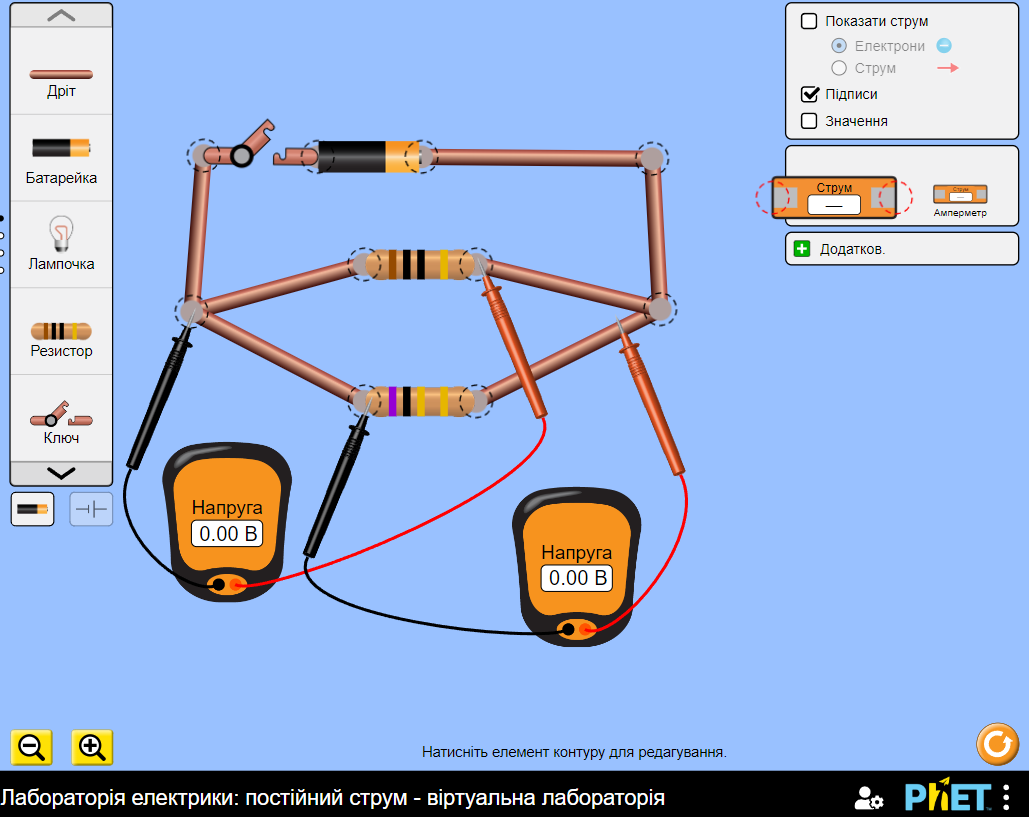 Дріт
Батарейка
Лампочка
Резистор
Ключ
Показати струм
Електрони
Струм
Підписи
Значення
Струм
—
Струм
—
Амперметр
Додатков.
Напруга
0.00 В
Напруга
0.00 В
Натисніть елемент контуру для редагування.
Лабораторія електрики: постійний струм - віртуальна лабораторія
PhET